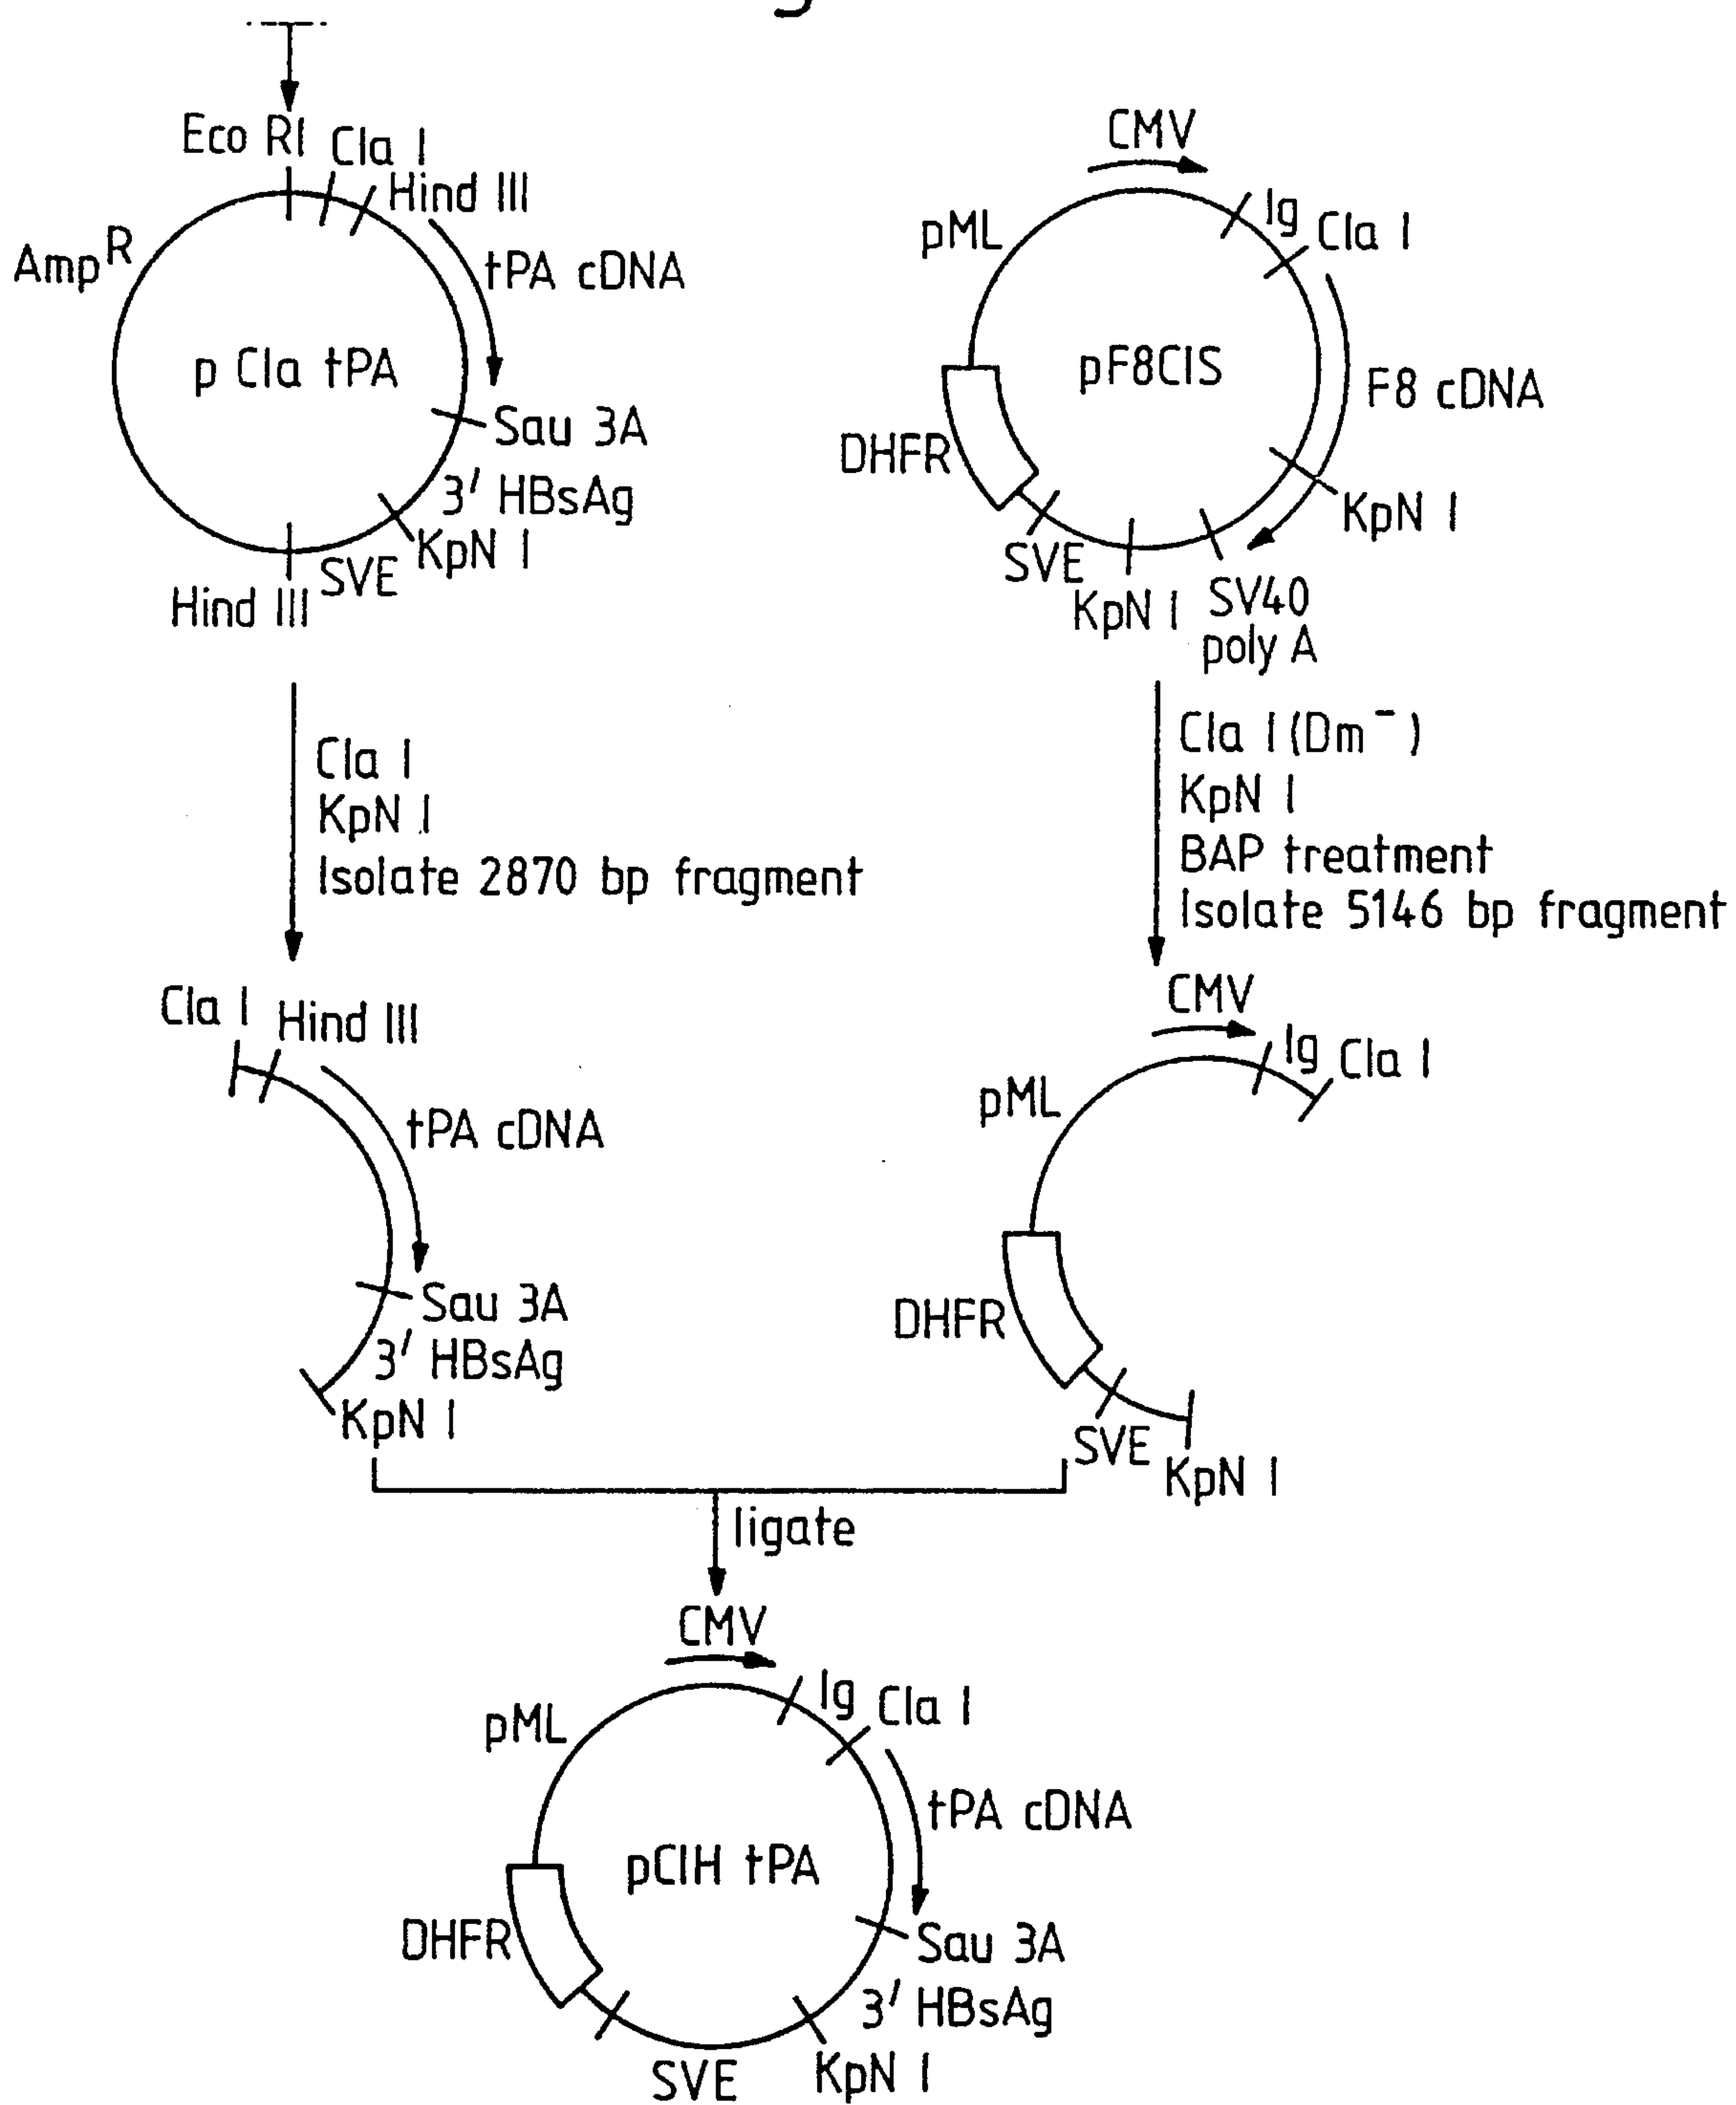 Eco RI
Cla I
Hind III
Amp R
tPA cDNA
p Cla tPA
Sau 3A
3' HBsAg
KpN I
SVE
Hind III
CMV
Ig
Cla I
pML
pF8CIS
F8 cDNA
DHFR
KpN I
SVE
KpN I
SV40
poly A
Cla I
KpN I
Isolate 2870 bp fragment
Cla I (Dm⁻)
KpN I
BAP treatment
Isolate 5146 bp fragment
Cla I
Hind III
tPA cDNA
Sau 3A
3' HBsAg
KpN I
CMV
Ig
Cla I
pML
DHFR
SVE
KpN I
ligate
CMV
Ig
Cla I
pML
tPA cDNA
pCIH tPA
DHFR
Sau 3A
3' HBsAg
SVE
KpN I